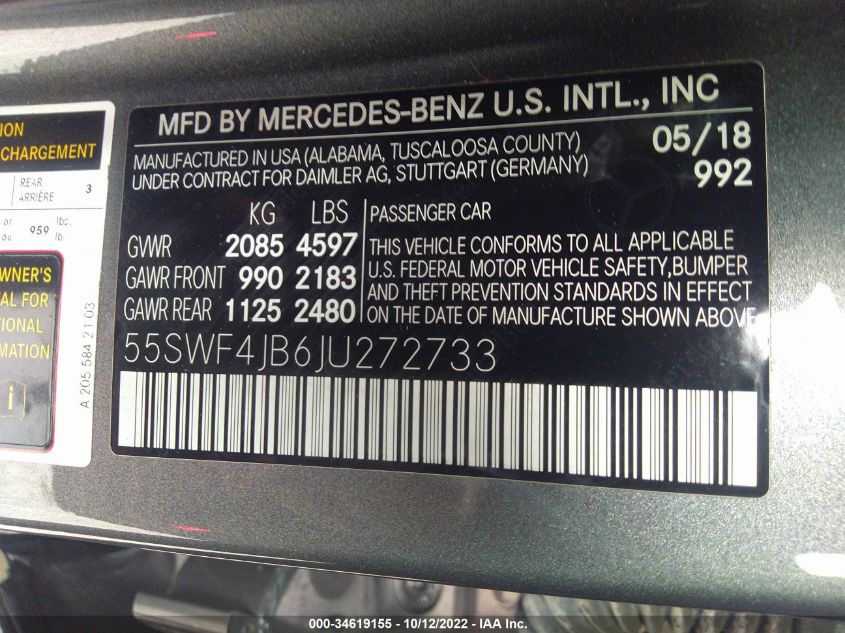 MFD BY MERCEDES-BENZ U.S. INTL., INC
MANUFACTURED IN USA (ALABAMA, TUSCALOOSA COUNTY) 05/18
UNDER CONTRACT FOR DAIMLER AG, STUTTGART (GERMANY) 992
KG LBS PASSENGER CAR
GVWR 2085 4597
GAWR FRONT 990 2183
GAWR REAR 1125 2480
THIS VEHICLE CONFORMS TO ALL APPLICABLE
U.S. FEDERAL MOTOR VEHICLE SAFETY,BUMPER
AND THEFT PREVENTION STANDARDS IN EFFECT
ON THE DATE OF MANUFACTURE SHOWN ABOVE
55SWF4JB6JU272733
ION
CHARGEMENT
REAR 3
ARRIÈRE
or 959 lbs.
ou lb.
WNER'S
AL FOR
TIONAL
MATION
i
A 205 584 21 03
000-34619155 - 10/12/2022 - IAA Inc.